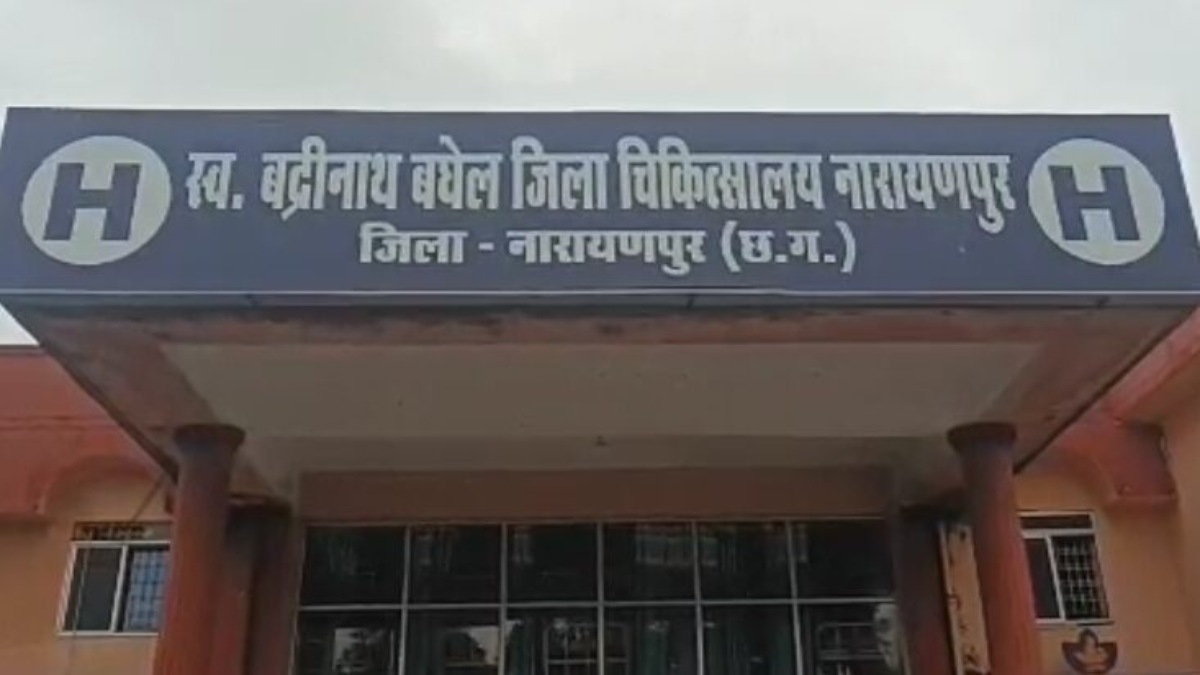 H स्व. बद्रीनाथ बघेल जिला चिकित्सालय नारायणपुर H
जिला - नारायणपुर (छ.ग.)